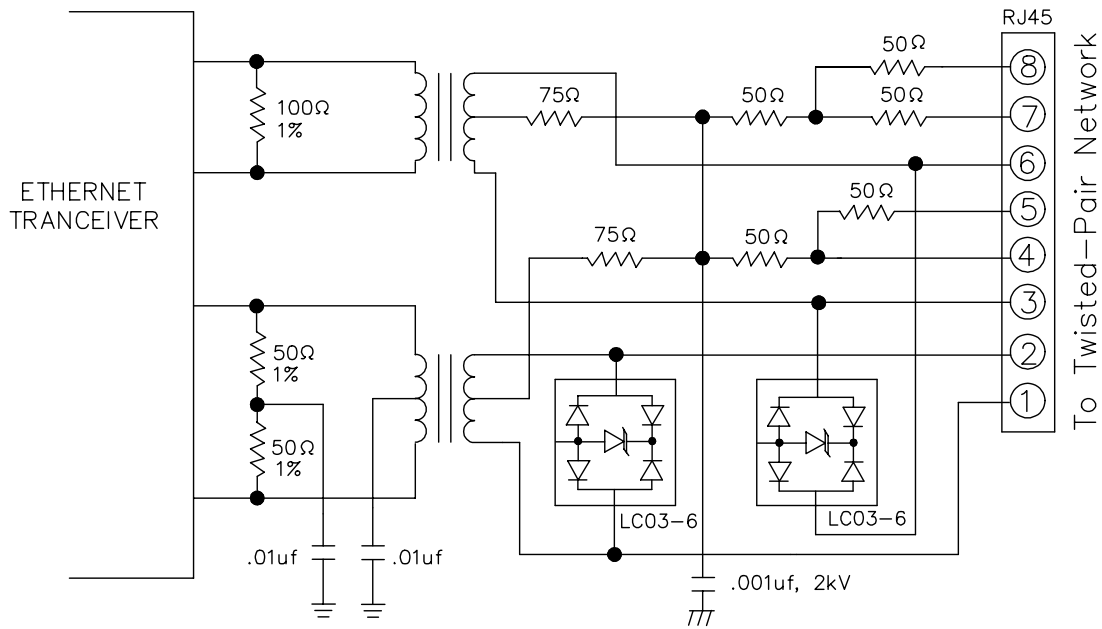 RJ45
50Ω
8
100Ω
1%
75Ω
50Ω
50Ω
7
6
ETHERNET
TRANCEIVER
50Ω
5
75Ω
50Ω
4
3
50Ω
1%
2
1
50Ω
1%
LC03-6
LC03-6
.01uf
.01uf
.001uf, 2kV
To Twisted-Pair Network